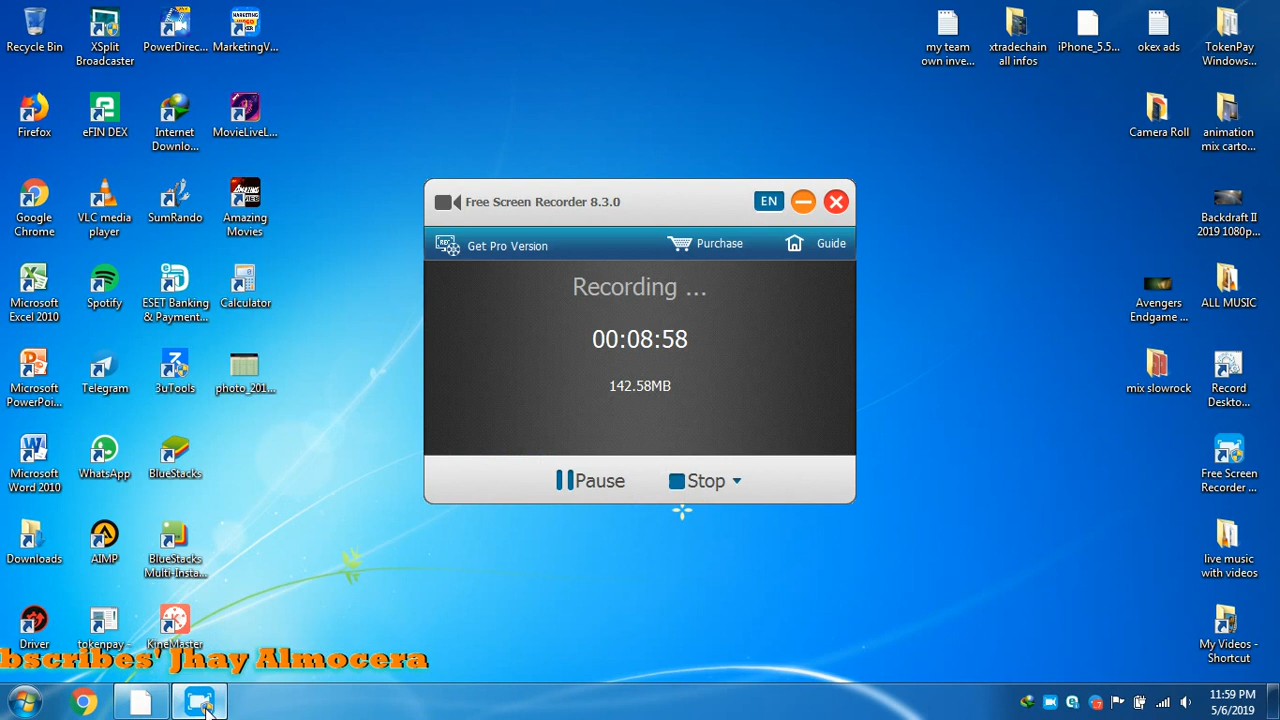 Recycle Bin
XSplit
Broadcaster
PowerDirec...
MarketingV...
Firefox
eFIN DEX
Internet
Downlo...
MovieLiveL...
Google
Chrome
VLC media
player
SumRando
Amazing
Movies
Microsoft
Excel 2010
Spotify
ESET Banking
& Payment...
Calculator
Microsoft
PowerPoi...
Telegram
3uTools
photo_201...
Microsoft
Word 2010
WhatsApp
BlueStacks
Downloads
AIMP
BlueStacks
Multi-Insta...
Driver
tokenpay -
KineMaster
bscribes' Jhay Almocera
Free Screen Recorder 8.3.0
EN
Get Pro Version
Purchase
Guide
Recording ...
00:08:58
142.58MB
Pause
Stop
my team
own inve...
xtradechain
all infos
iPhone_5.5...
okex ads
TokenPay
Windows...
Camera Roll
animation
mix carto...
Backdraft II
2019 1080p...
Avengers
Endgame ...
ALL MUSIC
mix slowrock
Record
Deskto...
Free Screen
Recorder ...
live music
with videos
My Videos -
Shortcut
11:59 PM
5/6/2019